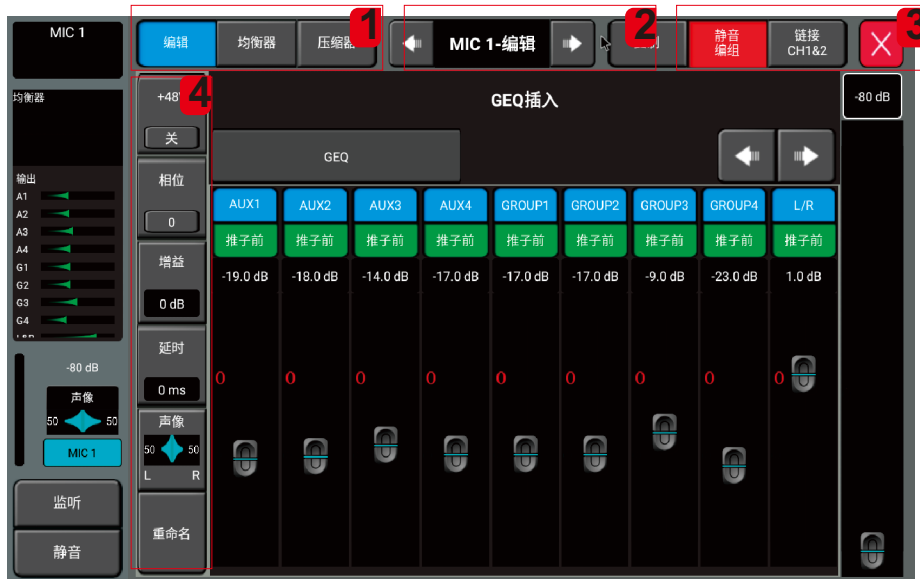 MIC 1
均衡器
输出
A1
A2
A3
A4
G1
G2
G3
G4
-80 dB
声像
50 50
MIC 1
监听
静音
编辑
均衡器
压缩器
1
MIC 1-编辑
2
静音
编组
链接
CH1&2
3
4
+48V
关
相位
0
增益
0 dB
延时
0 ms
声像
50 50
L R
重命名
GEQ插入
GEQ
AUX1 AUX2 AUX3 AUX4 GROUP1 GROUP2 GROUP3 GROUP4 L/R
推子前 推子前 推子前 推子前 推子前 推子前 推子前 推子前 推子前
-19.0 dB -18.0 dB -14.0 dB -17.0 dB -17.0 dB -17.0 dB -9.0 dB -23.0 dB 1.0 dB
0 0 0 0 0 0 0 0 0
-80 dB